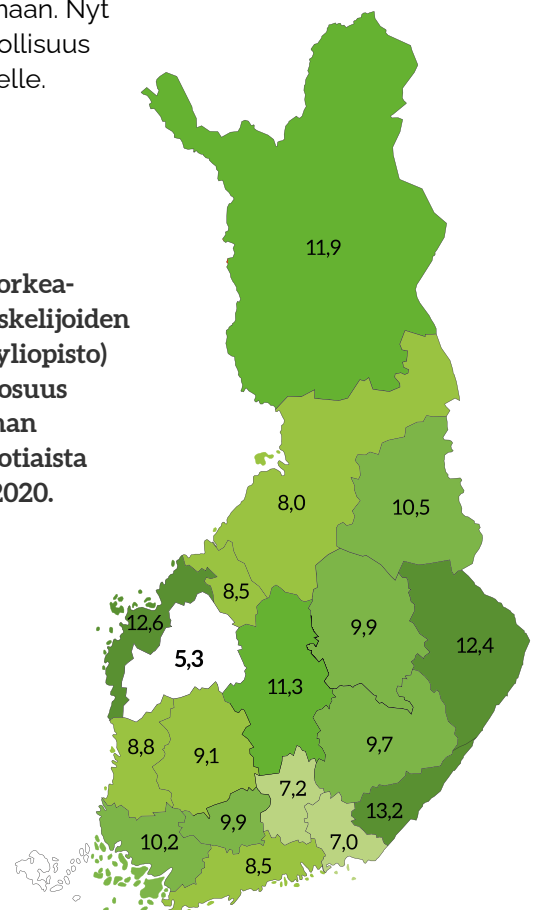 naan. Nyt
ollisuus
elle.
orkea-
skelijoiden
yliopisto)
osuus
nan
otiaista
2020.
11,9
8,0
10,5
8,5
12,6
9,9
12,4
5,3
11,3
8,8
9,1
9,7
7,2
13,2
9,9
10,2
7,0
8,5